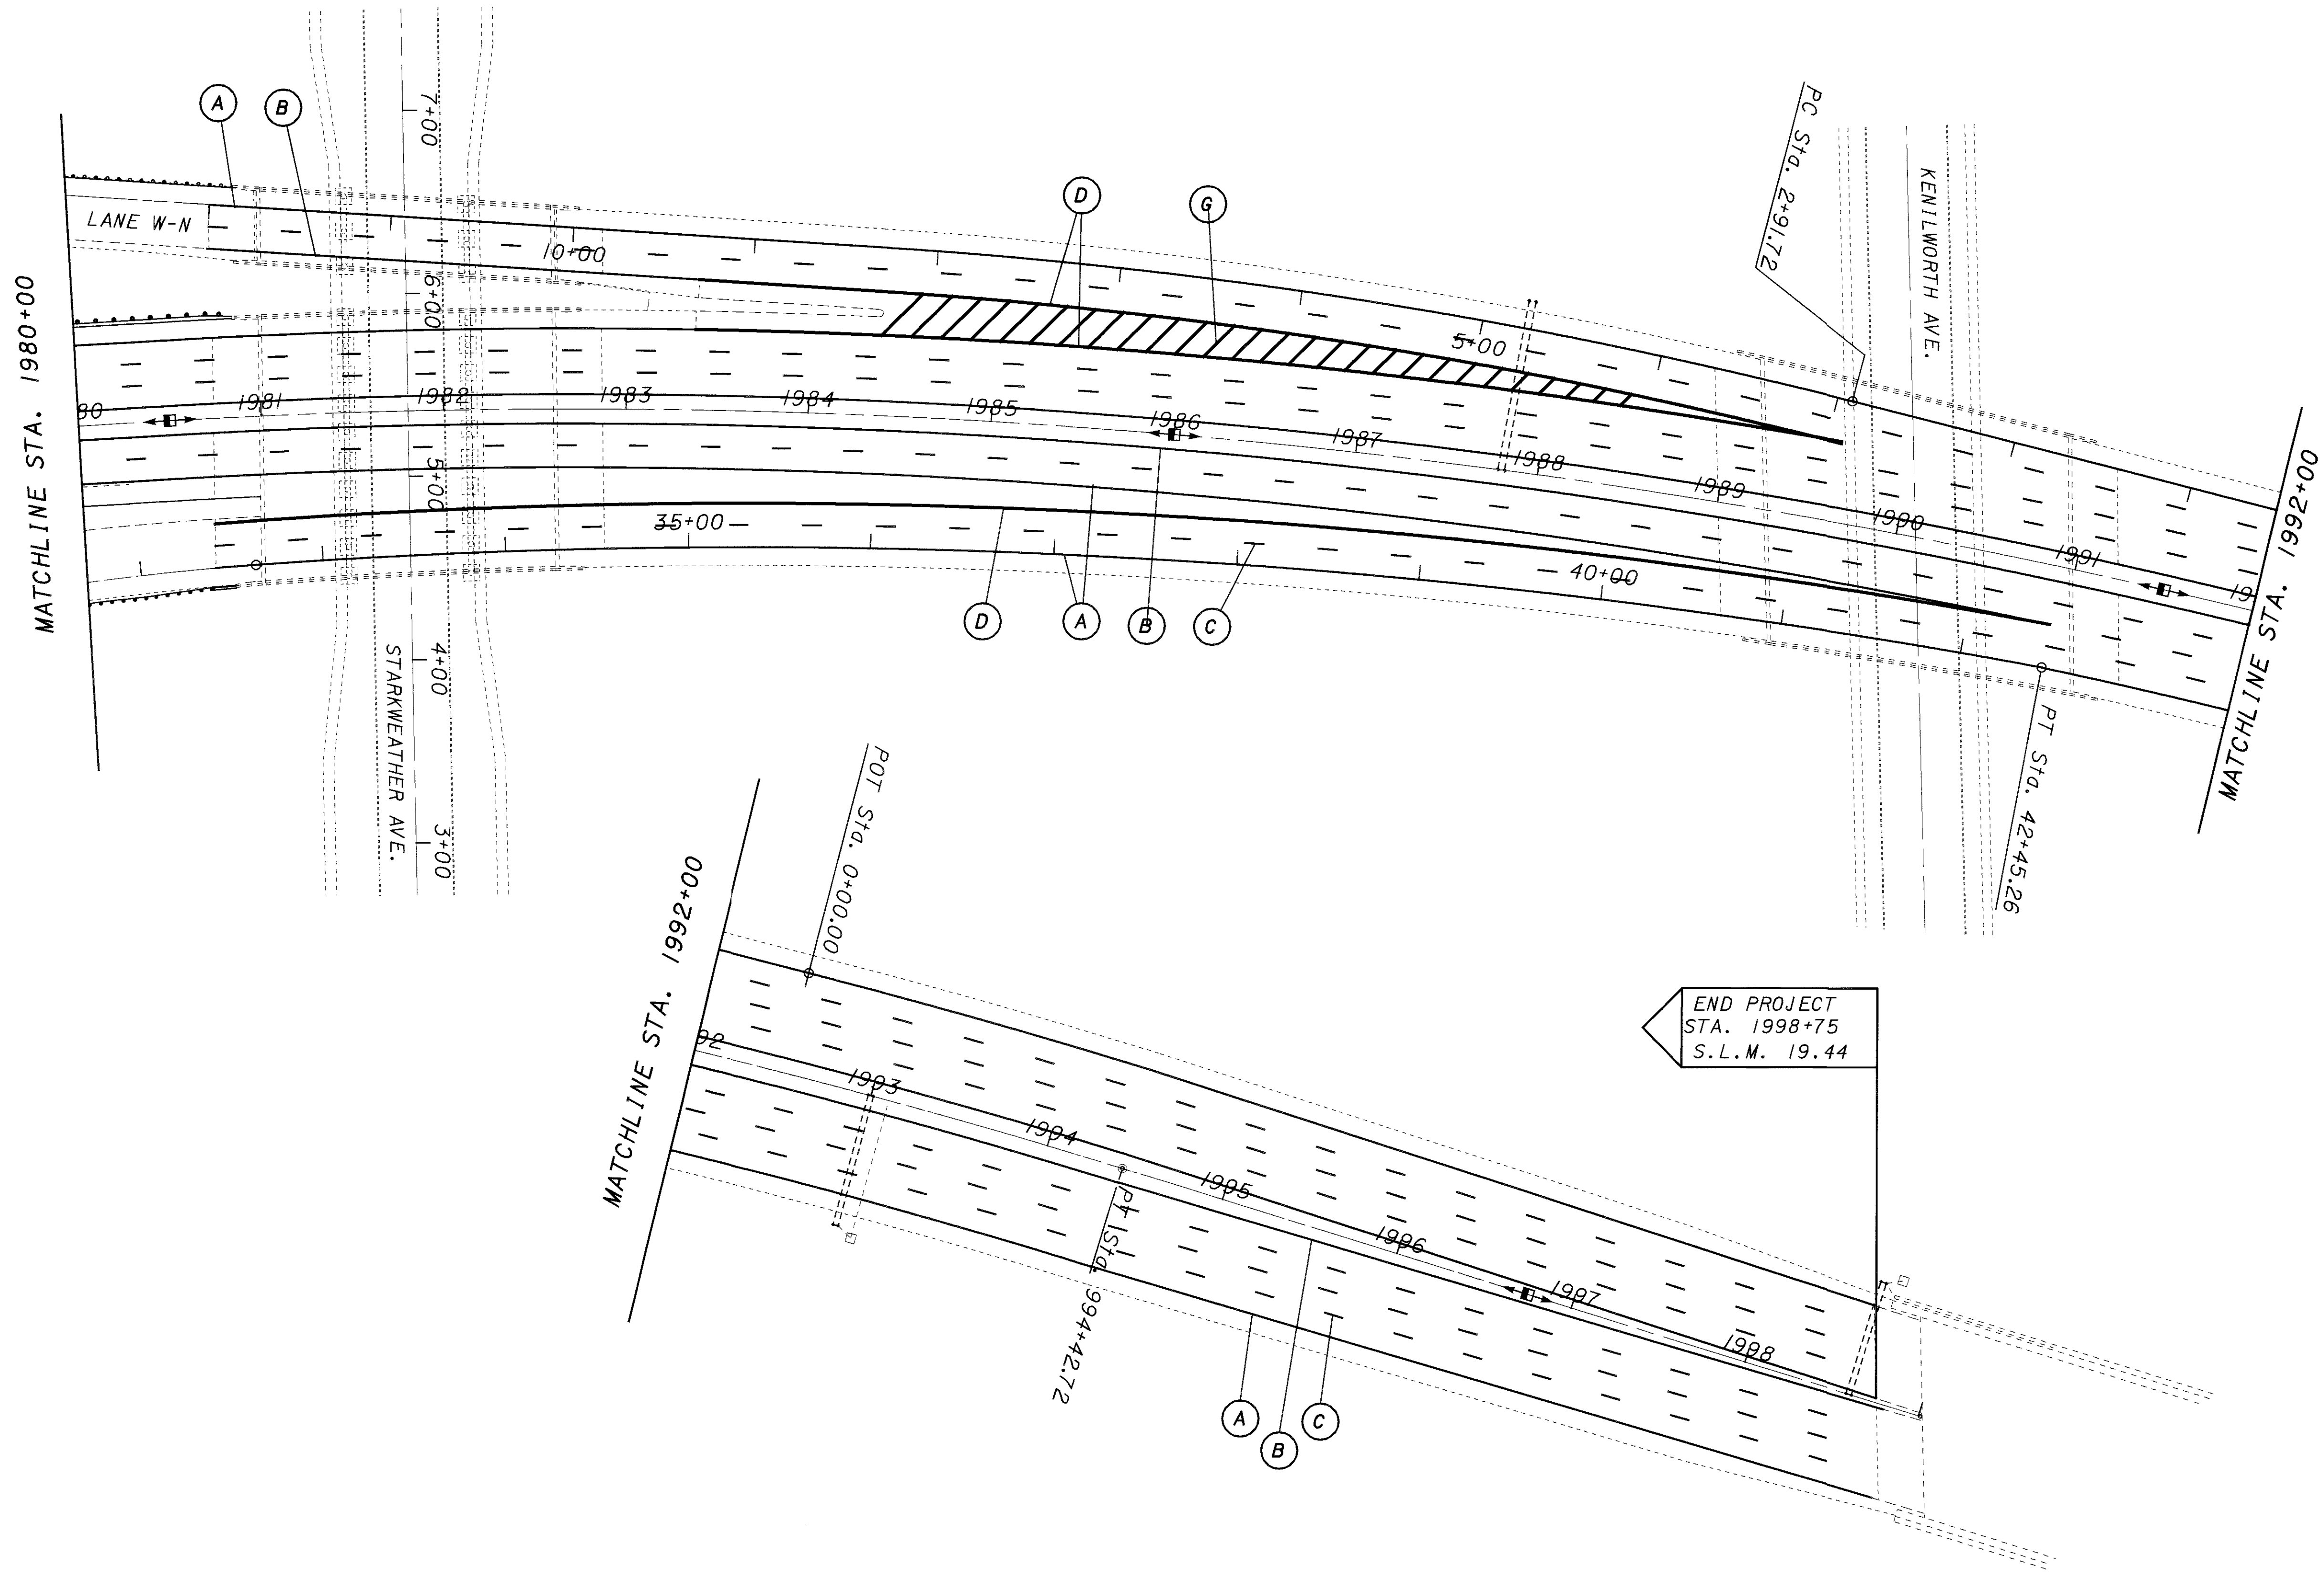 MATCHLINE STA. 1980+00
A
B
7+00
LANE W-N
10+00
6+00
D
G
PC Sta. 2+91.72
KENILWORTH AVE.
5+00
80
1981
1982
1983
1984
1985
1986
1987
1988
1989
1990
1991
19
MATCHLINE STA. 1992+00
5+00
35+00
40+00
D
A
B
C
4+00
STARKWEATHER AVE.
3+00
PT Sta. 42+45.26
POT Sta. 0+00.00
MATCHLINE STA. 1992+00
92
1993
1994
1995
1996
1997
1998
PT Sta. 994+42.72
END PROJECT
STA. 1998+75
S.L.M. 19.44
A
B
C